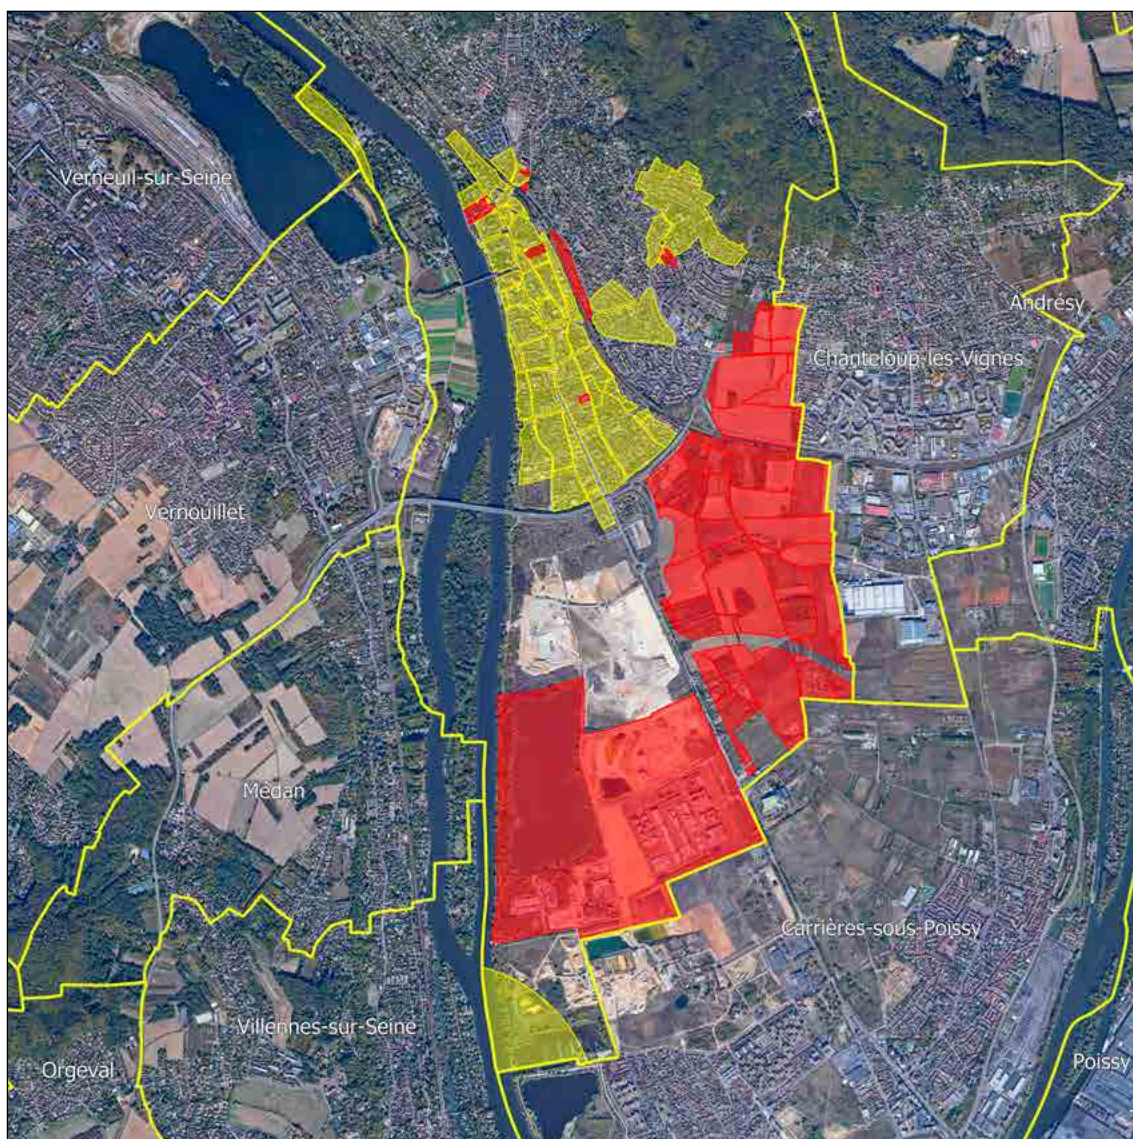 Verneuil-sur-Seine
Andrésy
Chanteloup-les-Vignes
Vernouillet
Médan
Carrières-sous-Poissy
Villennes-sur-Seine
Orgeval
Poissy